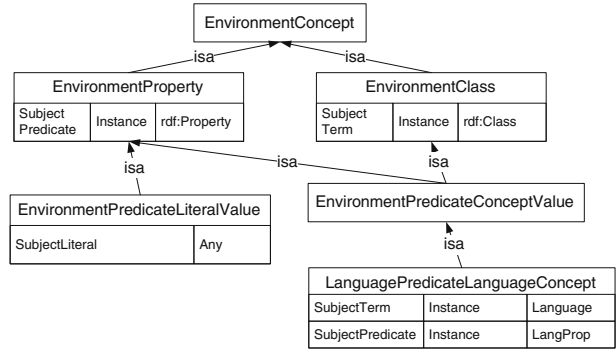 EnvironmentConcept
isa
isa
EnvironmentProperty
Subject Predicate Instance rdf:Property
EnvironmentClass
Subject Term Instance rdf:Class
isa
isa
isa
EnvironmentPredicateLiteralValue
SubjectLiteral Any
EnvironmentPredicateConceptValue
isa
LanguagePredicateLanguageConcept
SubjectTerm Instance Language
SubjectPredicate Instance LangProp